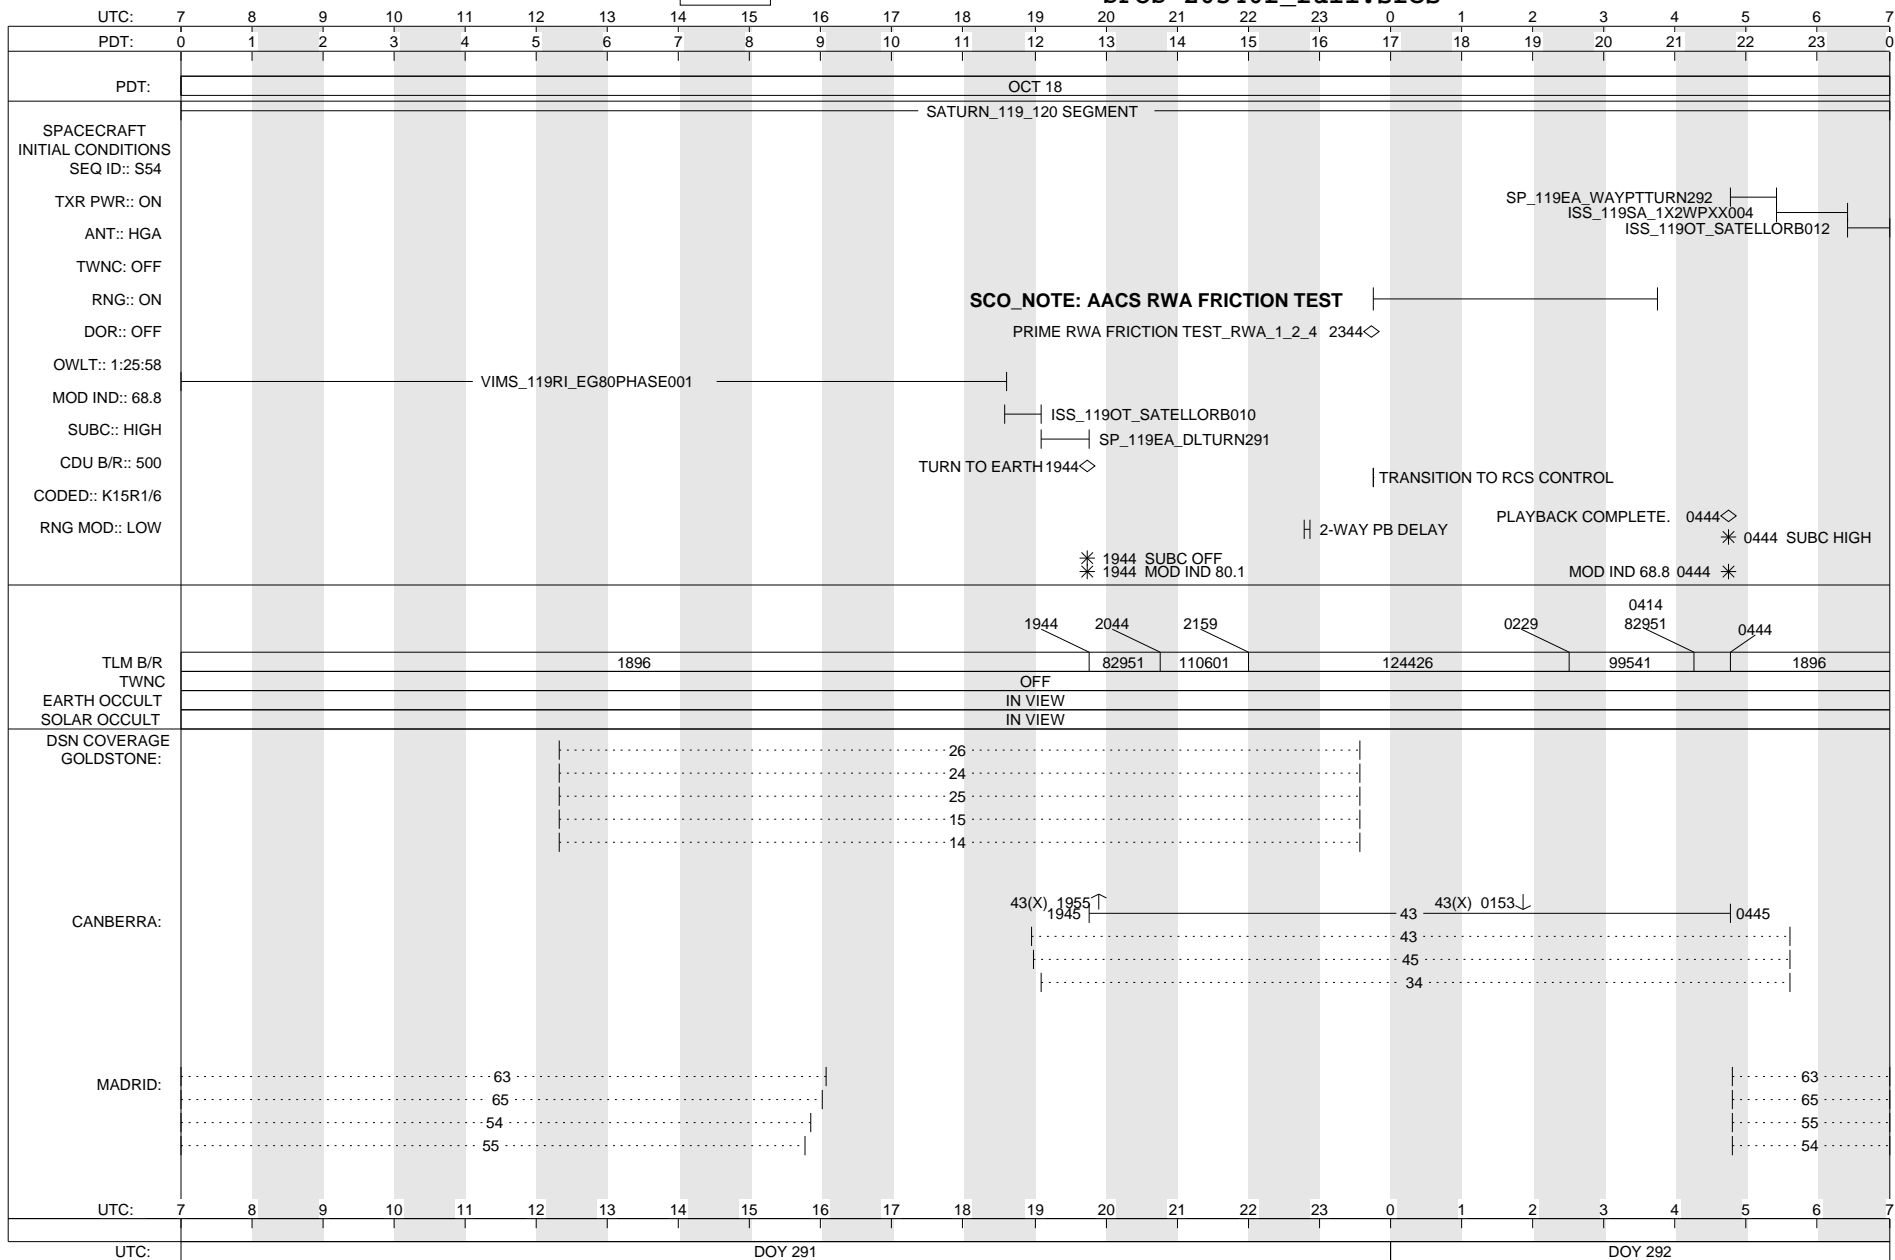 UTC: 7 8 9 10 11 12 13 14 15 16 17 18 19 20 21 22 23 0 1 2 3 4 5 6 7
PDT: 0 1 2 3 4 5 6 7 8 9 10 11 12 13 14 15 16 17 18 19 20 21 22 23 0
PDT: OCT 18
SATURN_119_120 SEGMENT
SPACECRAFT
INITIAL CONDITIONS
SEQ ID:: S54
TXR PWR:: ON
SP_119EA_WAYPTTURN292
ISS_119SA_1X2WPXX004
ANT:: HGA
ISS_119OT_SATELLORB012
TWNC: OFF
RNG:: ON
SCO_NOTE: AACS RWA FRICTION TEST
DOR:: OFF
PRIME RWA FRICTION TEST_RWA_1_2_4 2344
OWLT:: 1:25:58
VIMS_119RI_EG80PHASE001
MOD IND:: 68.8
ISS_119OT_SATELLORB010
SUBC:: HIGH
SP_119EA_DLTURN291
CDU B/R:: 500
TURN TO EARTH 1944
TRANSITION TO RCS CONTROL
CODED:: K15R1/6
RNG MOD:: LOW
PLAYBACK COMPLETE. 0444
2-WAY PB DELAY
0444 SUBC HIGH
1944 SUBC OFF
1944 MOD IND 80.1
MOD IND 68.8 0444
0414
1944 2044 2159 0229 82951 0444
TLM B/R 1896 82951 110601 124426 99541 1896
TWNC OFF
EARTH OCCULT IN VIEW
SOLAR OCCULT IN VIEW
DSN COVERAGE
GOLDSTONE:
26
24
25
15
14
CANBERRA:
43(X) 1955 43(X) 0153
1945 43 0445
43
45
34
MADRID:
63 63
65 65
54 55
55 54
UTC: 7 8 9 10 11 12 13 14 15 16 17 18 19 20 21 22 23 0 1 2 3 4 5 6 7
UTC: DOY 291 DOY 292